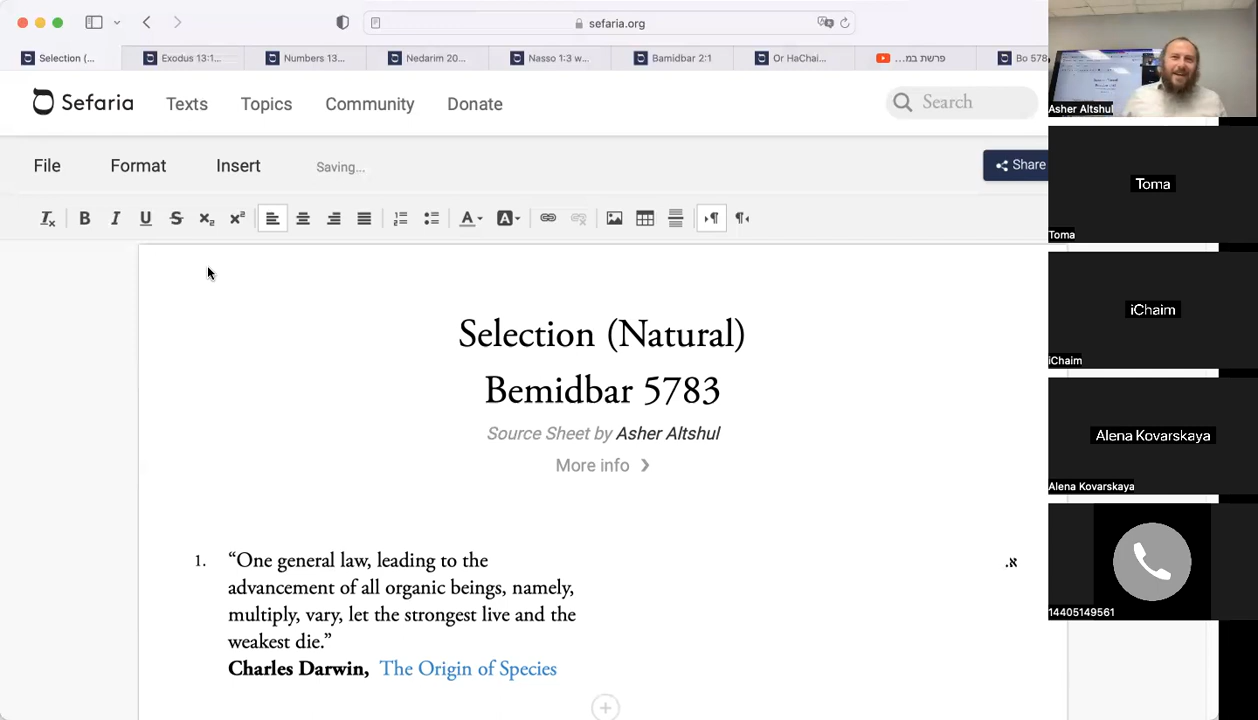 sefaria.org
Selection (...
Exodus 13:1...
Numbers 13...
Nedarim 20...
Nasso 1:3 w...
Bamidbar 2:1
Or HaChai...
פרשת במ...
Bo 578
Sefaria
Texts
Topics
Community
Donate
Search
File
Format
Insert
Saving...
Share
Selection (Natural)
Bemidbar 5783
Source Sheet by Asher Altshul
More info
1.
“One general law, leading to the
advancement of all organic beings, namely,
multiply, vary, let the strongest live and the
weakest die.”
Charles Darwin, The Origin of Species
א.
Asher Altshul
Toma
Toma
iChaim
iChaim
Alena Kovarskaya
Alena Kovarskaya
14405149561